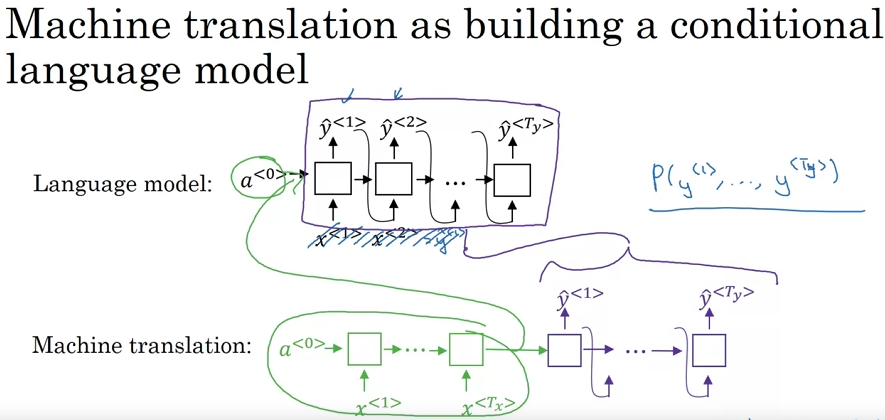 Machine translation as building a conditional
language model
ŷ<1> ŷ<2> ŷ<Ty>
Language model: a<0> ...
P(y<1>, ..., y<Ty>)
x<1> x<2>
ŷ<1> ŷ<Ty>
Machine translation: a<0> ... ...
x<1> x<Tx>